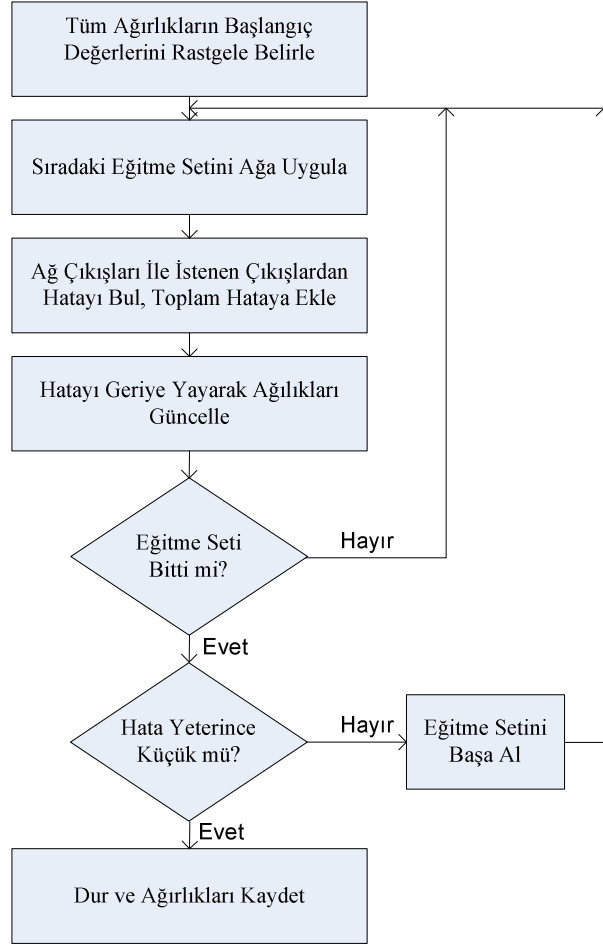 Tüm Ağırlıkların Başlangıç
Değerlerini Rastgele Belirle
Sıradaki Eğitme Setini Ağa Uygula
Ağ Çıkışları İle İstenen Çıkışlardan
Hatayı Bul, Toplam Hataya Ekle
Hatayı Geriye Yayarak Ağılıkları
Güncelle
Eğitme Seti
Bitti mi?
Hayır
Evet
Hata Yeterince
Küçük mü?
Hayır
Eğitme Setini
Başa Al
Evet
Dur ve Ağırlıkları Kaydet